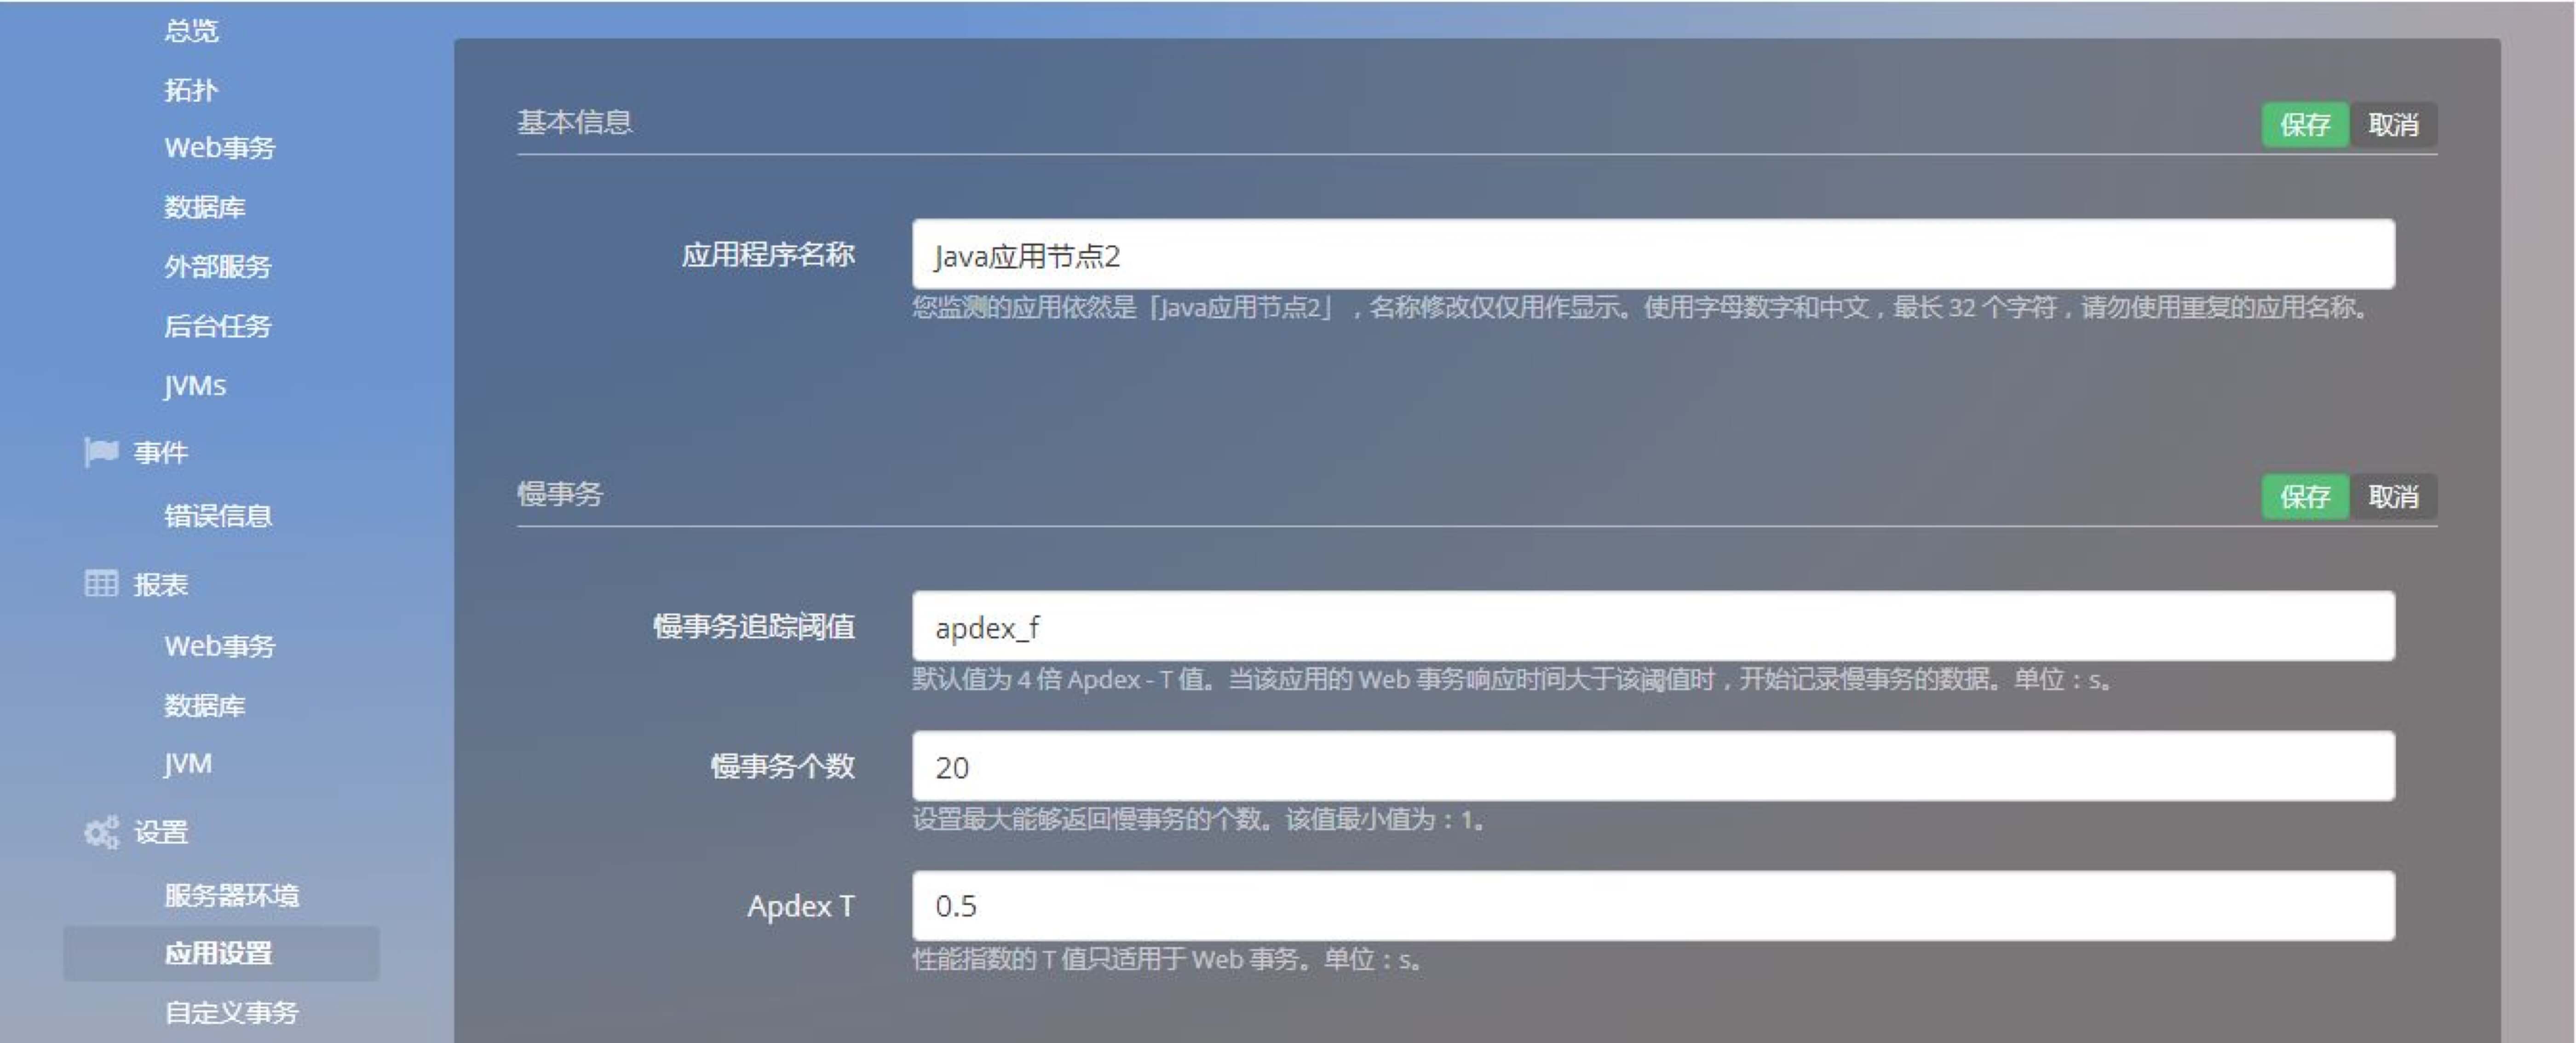 总览
拓扑
Web事务
数据库
外部服务
后台任务
JVMs
事件
错误信息
报表
Web事务
数据库
JVM
设置
服务器环境
应用设置
自定义事务
基本信息
保存 取消
应用程序名称 Java应用节点2
您监测的应用依然是「Java应用节点2」，名称修改仅仅用作显示。使用字母数字和中文，最长 32 个字符，请勿使用重复的应用名称。
慢事务
保存 取消
慢事务追踪阈值 apdex_f
默认值为 4 倍 Apdex - T 值。当该应用的 Web 事务响应时间大于该阈值时，开始记录慢事务的数据。单位：s。
慢事务个数 20
设置最大能够返回慢事务的个数。该值最小值为：1。
Apdex T 0.5
性能指数的 T 值只适用于 Web 事务。单位：s。